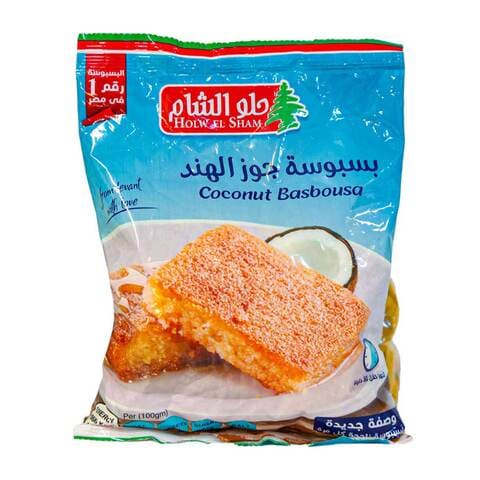 البسبوسة
رقم 1
فى مصر
حلو الشام
HOLW EL SHAM
بسبوسة جوز الهند
Coconut Basbousa
from levant
with love
وصفة جديدة
Per (100gm)